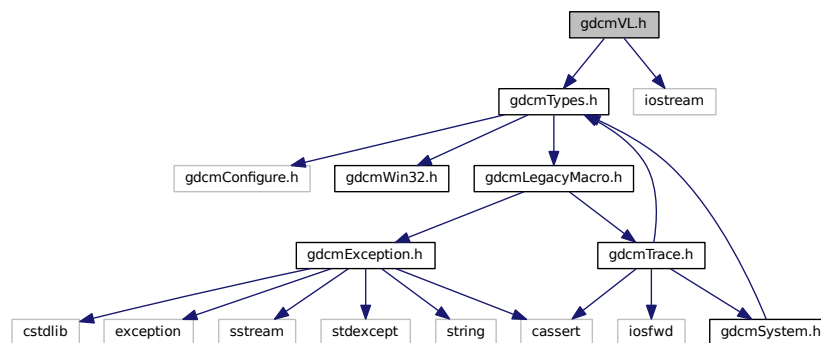 gdcmVL.h
gdcmTypes.h
iostream
gdcmConfigure.h
gdcmWin32.h
gdcmLegacyMacro.h
gdcmException.h
gdcmTrace.h
cstdlib
exception
sstream
stdexcept
string
cassert
iosfwd
gdcmSystem.h